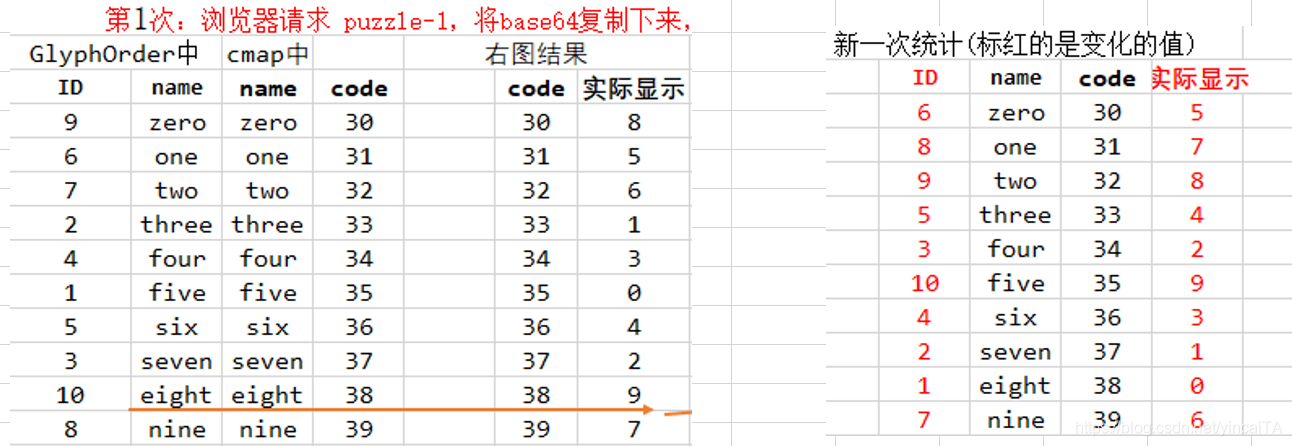 第1次：浏览器请求 puzzle-1，将base64复制下来，
GlyphOrder中 cmap中 右图结果
ID name name code code 实际显示
9 zero zero 30 30 8
6 one one 31 31 5
7 two two 32 32 6
2 three three 33 33 1
4 four four 34 34 3
1 five five 35 35 0
5 six six 36 36 4
3 seven seven 37 37 2
10 eight eight 38 38 9
8 nine nine 39 39 7
新一次统计(标红的是变化的值)
ID name code 实际显示
6 zero 30 5
8 one 31 7
9 two 32 8
5 three 33 4
3 four 34 2
10 five 35 9
4 six 36 3
2 seven 37 1
1 eight 38 0
7 nine 39 6
https://blog.csdn.net/yincaiTA